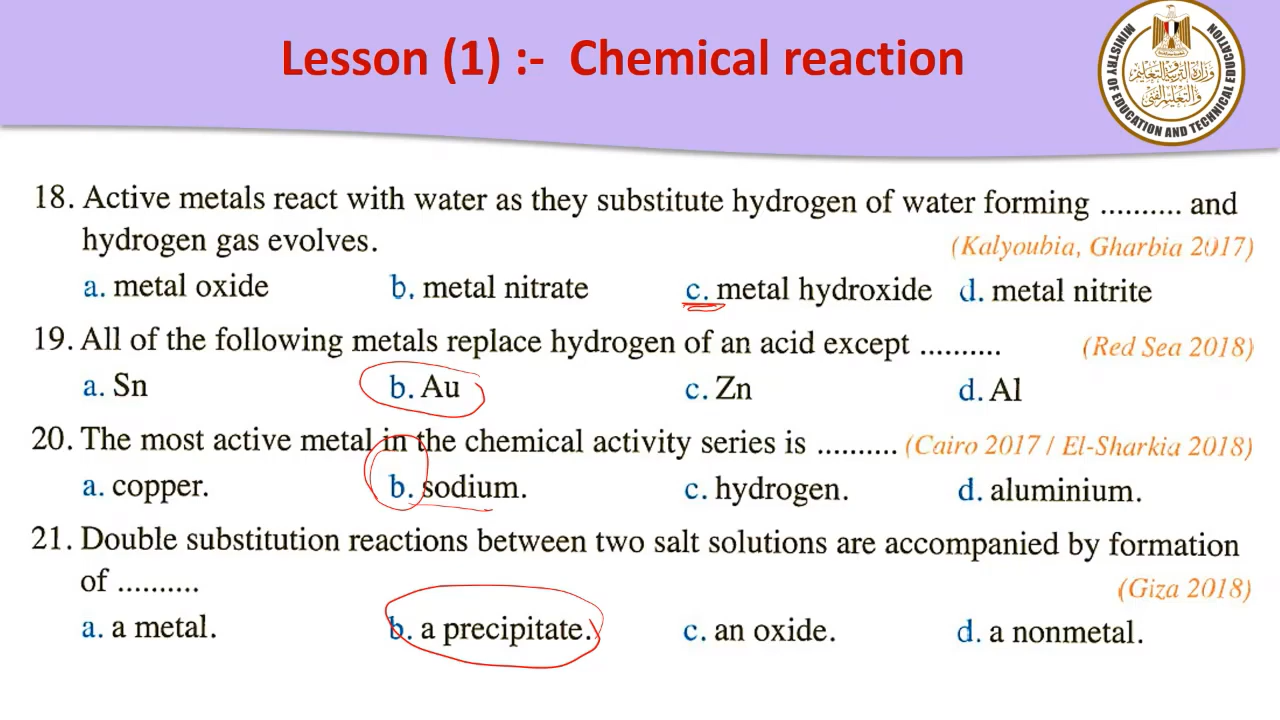 Lesson (1) :- Chemical reaction
MINISTRY OF EDUCATION AND TECHNICAL EDUCATION
وزارة التربية والتعليم
والتعليم الفني
18. Active metals react with water as they substitute hydrogen of water forming .......... and
hydrogen gas evolves. (Kalyoubia, Gharbia 2017)
a. metal oxide b. metal nitrate c. metal hydroxide d. metal nitrite
19. All of the following metals replace hydrogen of an acid except .......... (Red Sea 2018)
a. Sn b. Au c. Zn d. Al
20. The most active metal in the chemical activity series is .......... (Cairo 2017 / El-Sharkia 2018)
a. copper. b. sodium. c. hydrogen. d. aluminium.
21. Double substitution reactions between two salt solutions are accompanied by formation
of .......... (Giza 2018)
a. a metal. b. a precipitate. c. an oxide. d. a nonmetal.